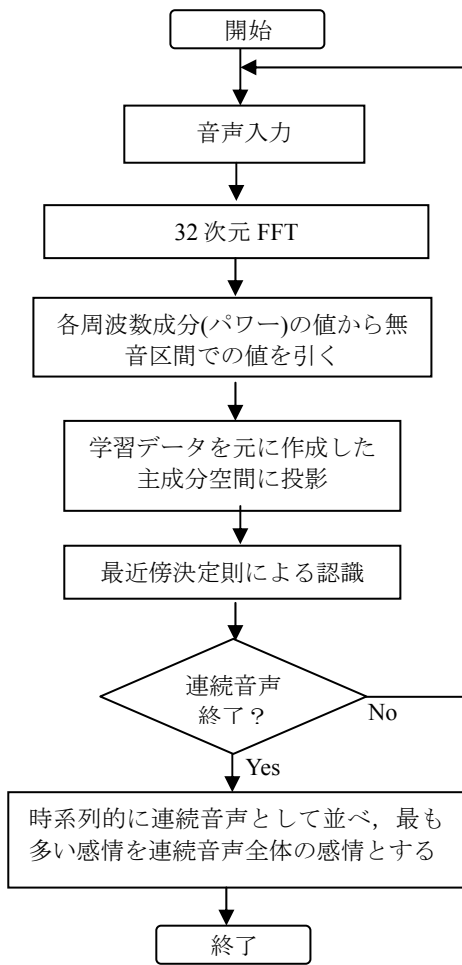 開始
音声入力
32次元 FFT
各周波数成分(パワー)の値から無
音区間での値を引く
学習データを元に作成した
主成分空間に投影
最近傍決定則による認識
連続音声
終了？
No
Yes
時系列的に連続音声として並べ，最も
多い感情を連続音声全体の感情とする
終了